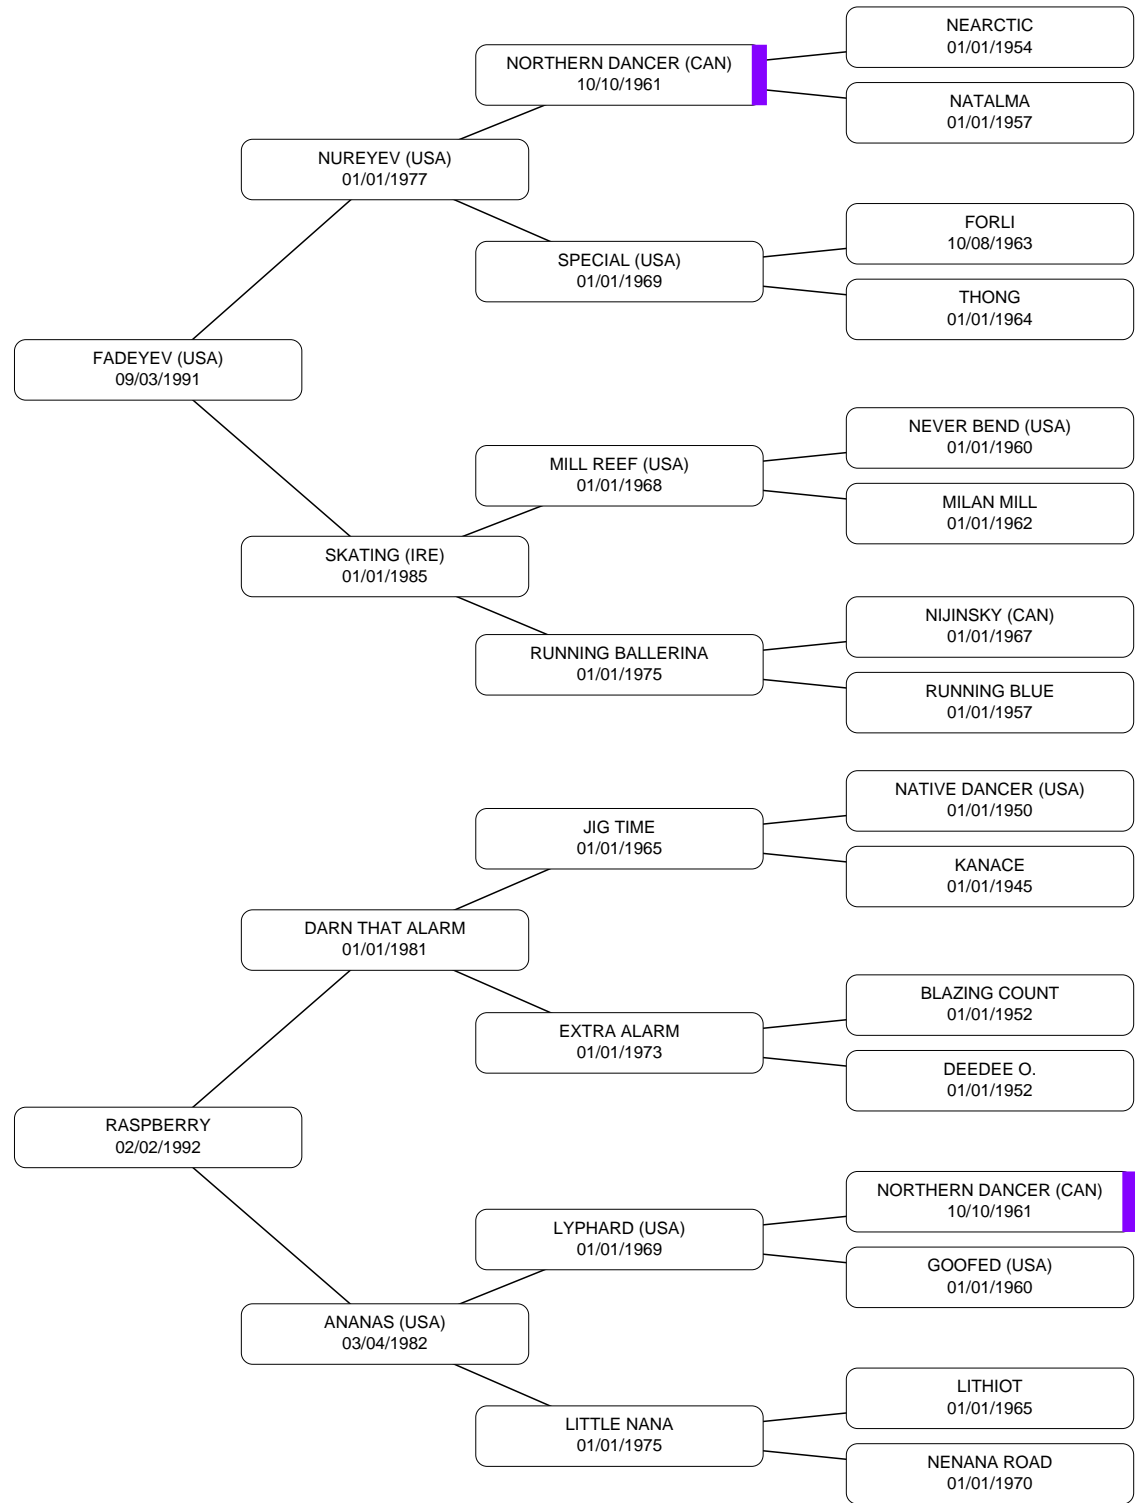 NEARCTIC
01/01/1954
NORTHERN DANCER (CAN)
10/10/1961
NATALMA
01/01/1957
NUREYEV (USA)
01/01/1977
FORLI
10/08/1963
SPECIAL (USA)
01/01/1969
THONG
01/01/1964
FADEYEV (USA)
09/03/1991
NEVER BEND (USA)
01/01/1960
MILL REEF (USA)
01/01/1968
MILAN MILL
01/01/1962
SKATING (IRE)
01/01/1985
NIJINSKY (CAN)
01/01/1967
RUNNING BALLERINA
01/01/1975
RUNNING BLUE
01/01/1957
NATIVE DANCER (USA)
01/01/1950
JIG TIME
01/01/1965
KANACE
01/01/1945
DARN THAT ALARM
01/01/1981
BLAZING COUNT
01/01/1952
EXTRA ALARM
01/01/1973
DEEDEE O.
01/01/1952
RASPBERRY
02/02/1992
NORTHERN DANCER (CAN)
10/10/1961
LYPHARD (USA)
01/01/1969
GOOFED (USA)
01/01/1960
ANANAS (USA)
03/04/1982
LITHIOT
01/01/1965
LITTLE NANA
01/01/1975
NENANA ROAD
01/01/1970